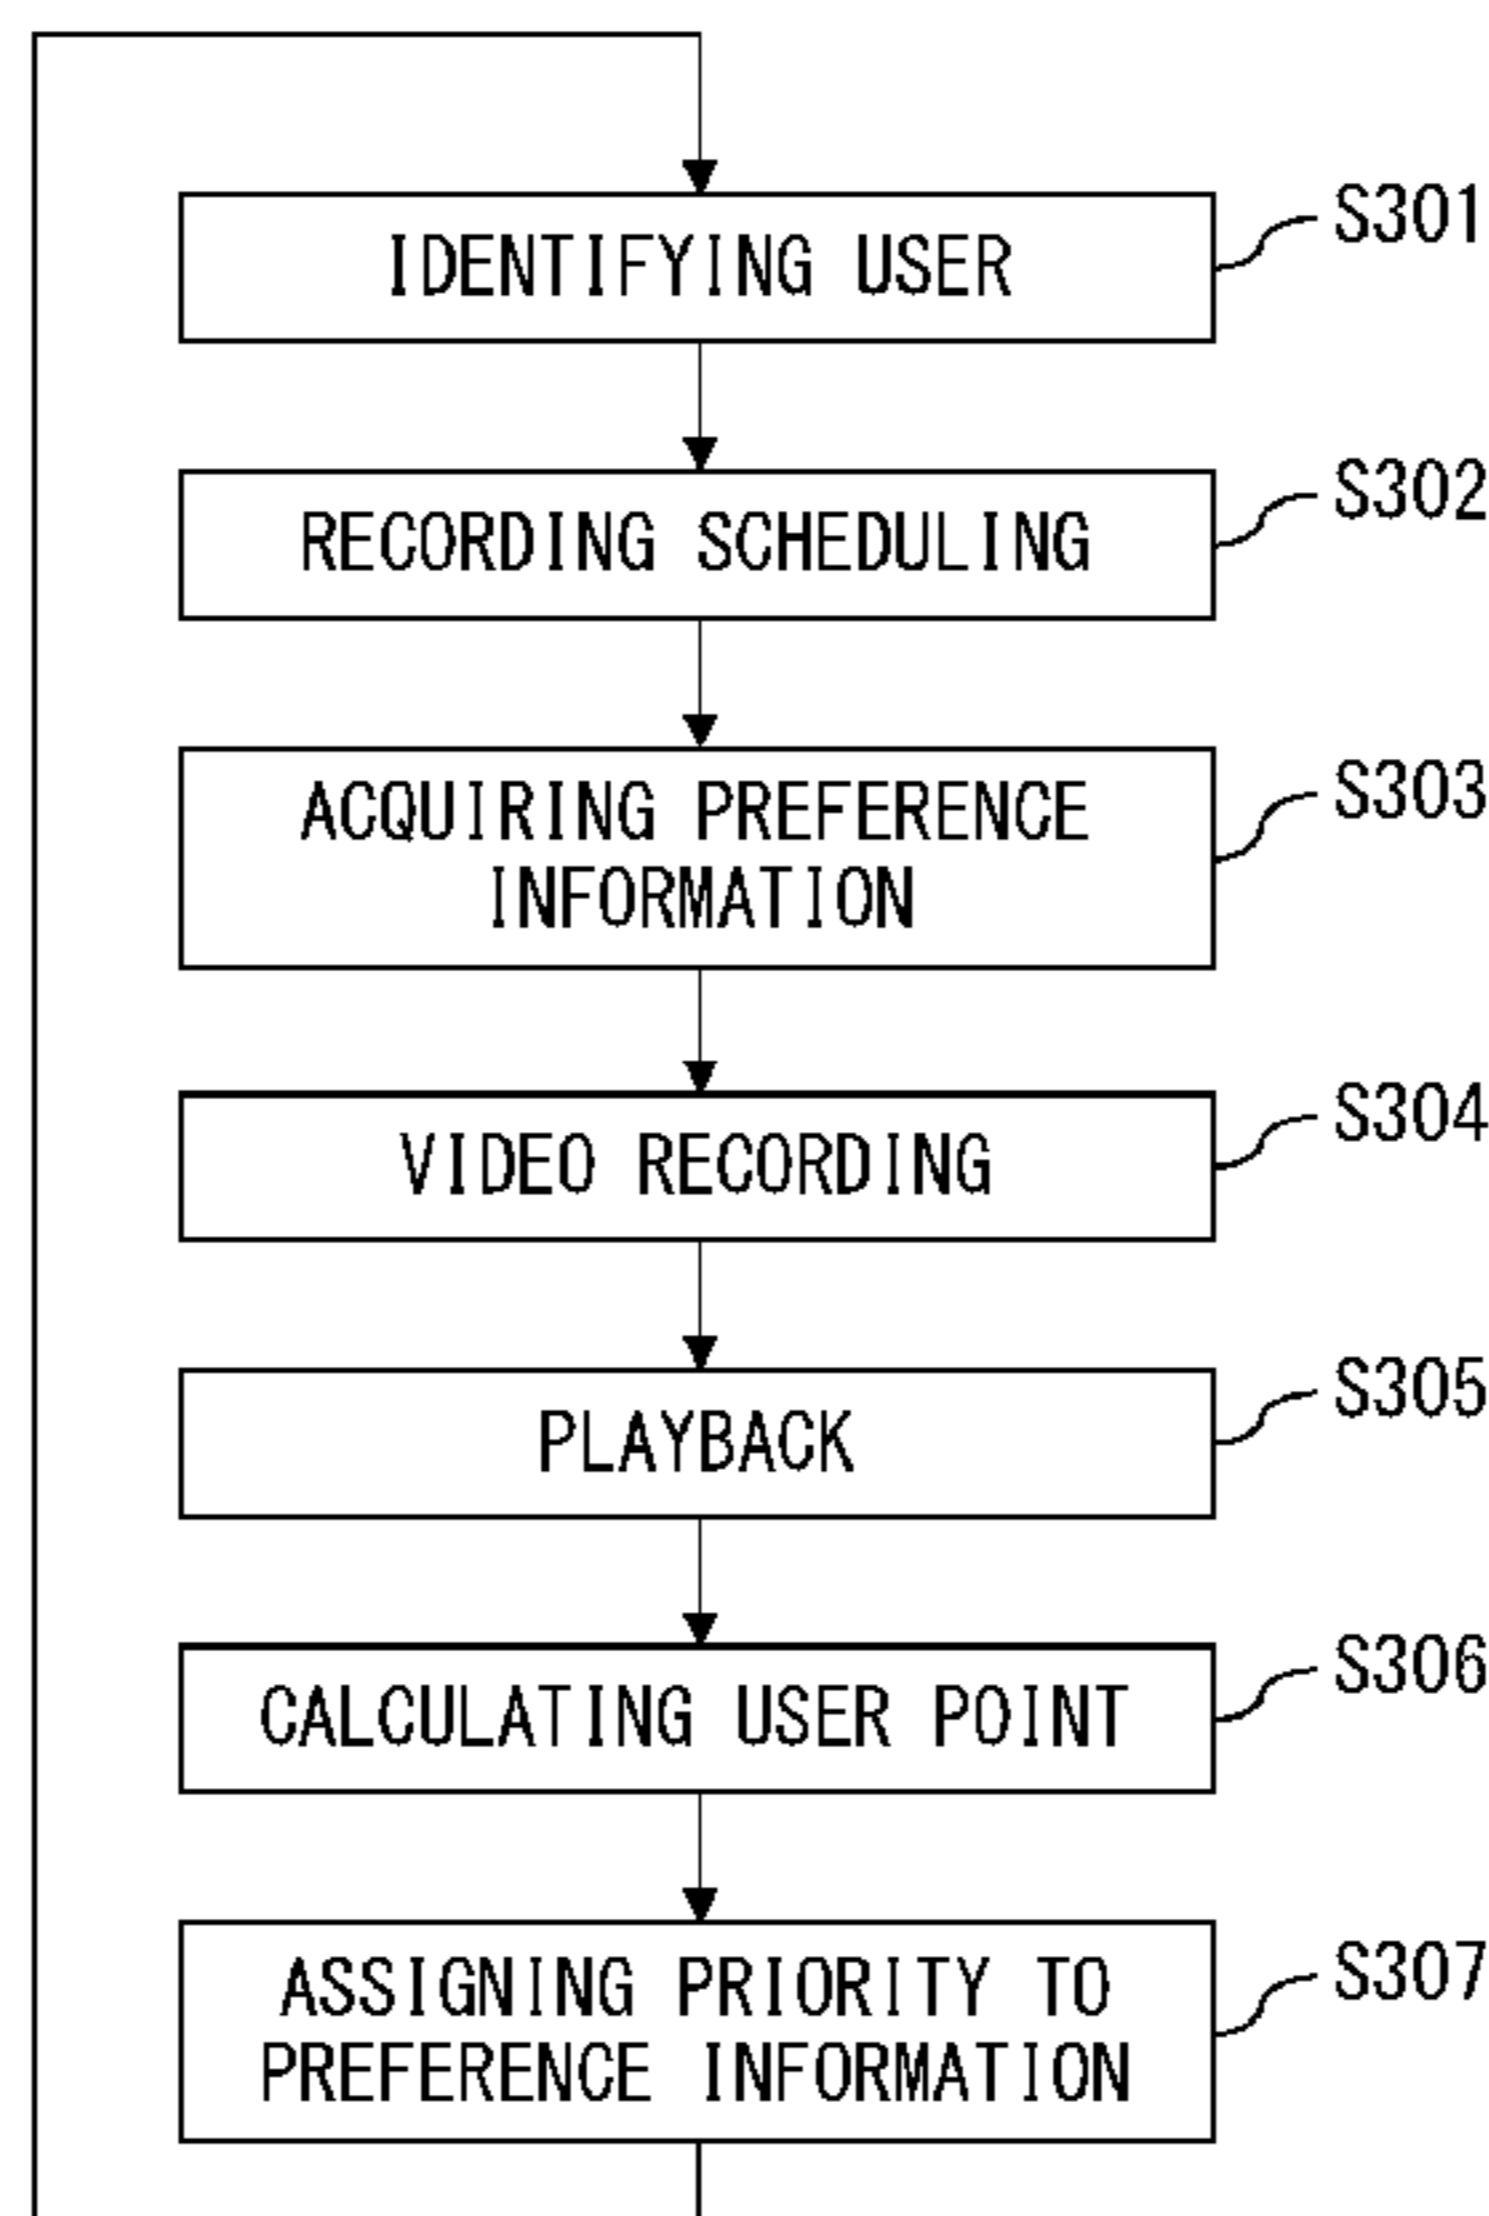 IDENTIFYING USER
S301
RECORDING SCHEDULING
S302
ACQUIRING PREFERENCE
INFORMATION
S303
VIDEO RECORDING
S304
PLAYBACK
S305
CALCULATING USER POINT
S306
ASSIGNING PRIORITY TO
PREFERENCE INFORMATION
S307